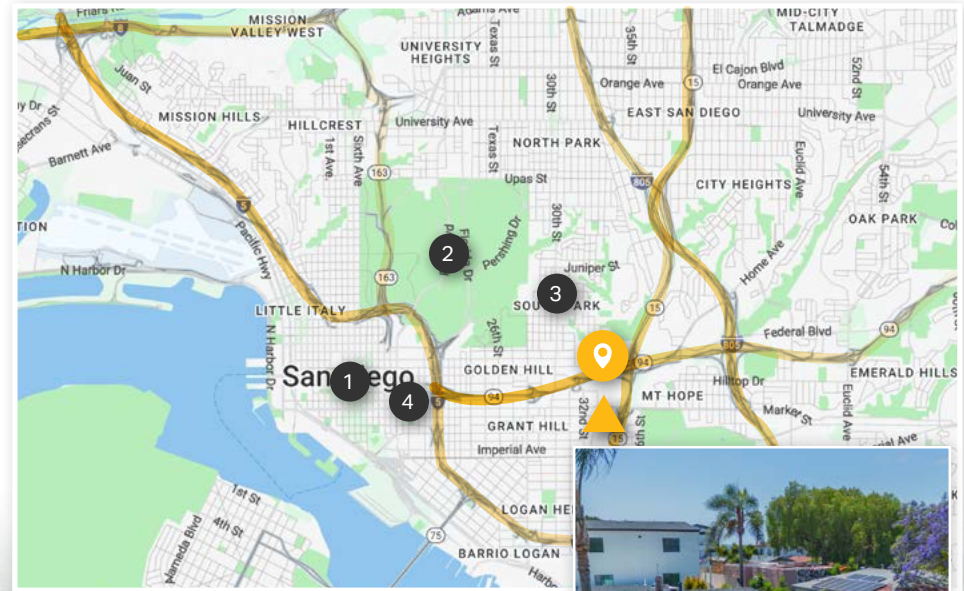 Friars
8
MISSION
VALLEY WEST
Adams Ave
MID-CITY
TALMADGE
UNIVERSITY
HEIGHTS
Texas St
35th St
15
El Cajon Blvd
Orange Ave
Orange Ave
52nd St
Juan St
30th St
MISSION HILLS
HILLCREST
University Ave
EAST SAN DIEGO
University Ave
Barnett Ave
1st Ave
Sixth Ave
Texas St
NORTH PARK
Euclid Ave
163
Upas St
805
CITY HEIGHTS
54th St
5
30th St
OAK PARK
Pacific Hwy
2
Pershing Dr
Home Ave
N Harbor Dr
163
Juniper St
3
LITTLE ITALY
15
N Harbor Dr
26th St
Federal Blvd
94
805
94
San
1
GOLDEN HILL
EMERALD HILLS
4
5
94
Hilltop Dr
MT HOPE
32nd St
Market St
Euclid Ave
GRANT HILL
15
Imperial Ave
1st St
4th St
75
BARRIO LOGAN